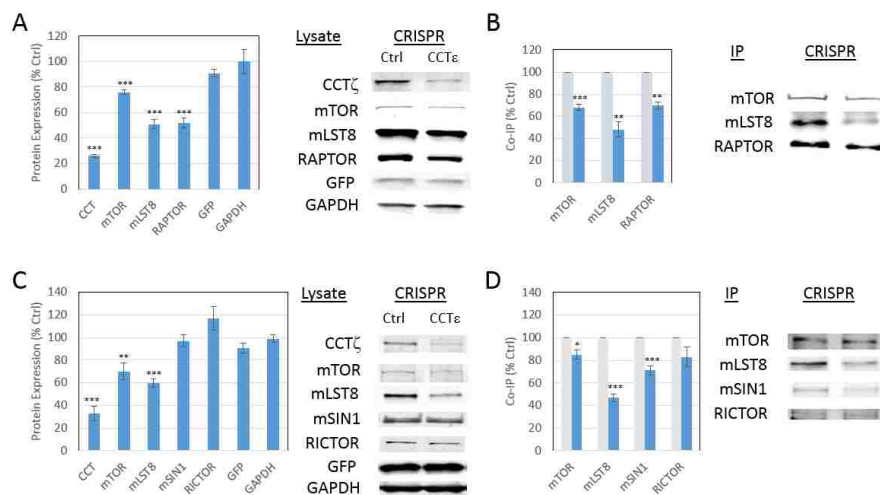 A
Protein Expression (% Ctrl)
120
100
80
60
40
20
0
***
***
***
***
CCT
mTOR
mLST8
RAPTOR
GFP
GAPDH
Lysate
CRISPR
Ctrl CCTε
CCTζ
mTOR
mLST8
RAPTOR
GFP
GAPDH
B
Co-IP (% Ctrl)
120
100
80
60
40
20
0
***
**
**
mTOR
mLST8
RAPTOR
IP
CRISPR
mTOR
mLST8
RAPTOR
C
Protein Expression (% Ctrl)
140
120
100
80
60
40
20
0
***
**
***
CCT
mTOR
mLST8
mSIN1
RICTOR
GFP
GAPDH
Lysate
CRISPR
Ctrl CCTε
CCTζ
mTOR
mLST8
mSIN1
RICTOR
GFP
GAPDH
D
Co-IP (% Ctrl)
140
120
100
80
60
40
20
0
*
***
***
mTOR
mLST8
mSIN1
RICTOR
IP
CRISPR
mTOR
mLST8
mSIN1
RICTOR